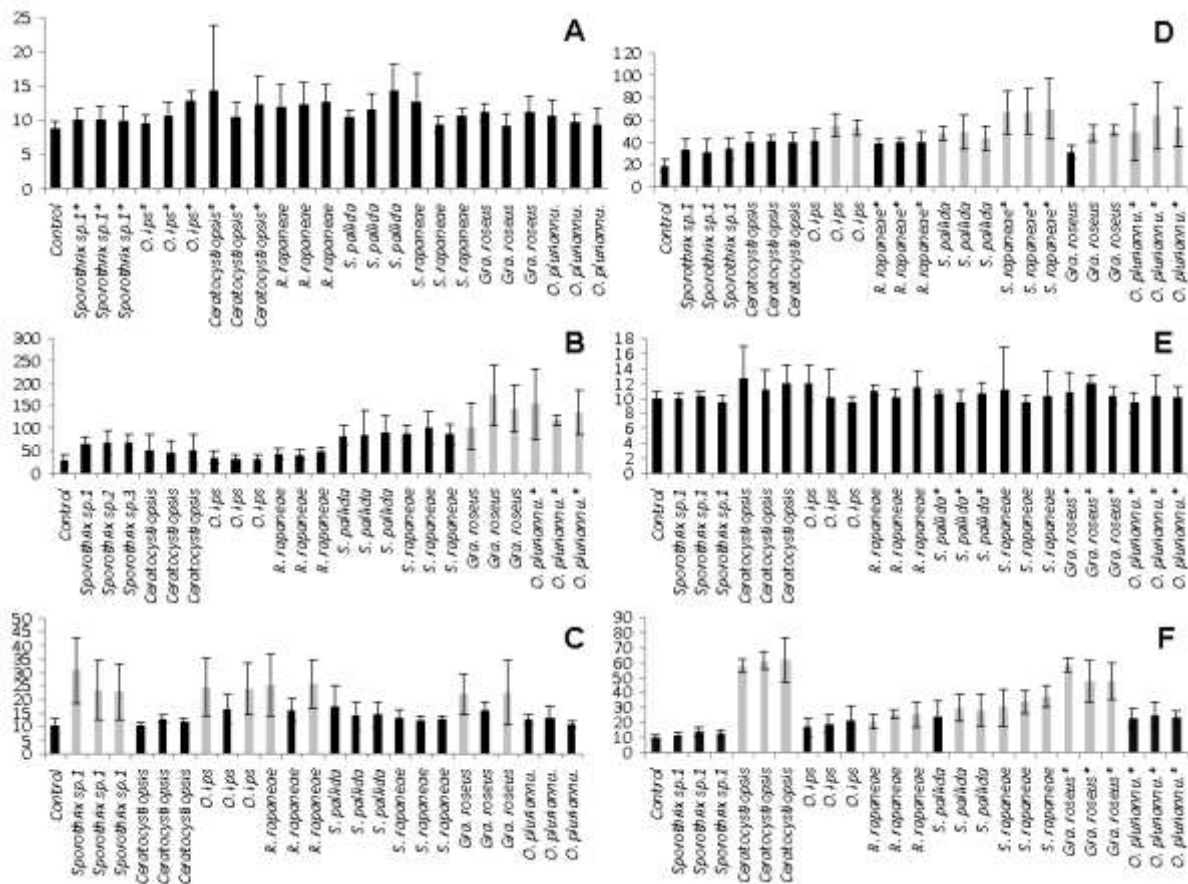 A
25
20
15
10
5
0
Control
Sporothrix sp.1*
Sporothrix sp.1*
Sporothrix sp.1*
O. ips*
O. ips*
O. ips*
Ceratocystiopsis*
Ceratocystiopsis*
Ceratocystiopsis*
R. rapaneae
R. rapaneae
R. rapaneae
S. pallida
S. pallida
S. pallida
S. rapaneae
S. rapaneae
S. rapaneae
Gra. roseus
Gra. roseus
Gra. roseus
O. pluriannu.
O. pluriannu.
O. pluriannu.
B
300
250
200
150
100
50
0
Control
Sporothrix sp.1
Sporothrix sp.2
Sporothrix sp.3
Ceratocystiopsis
Ceratocystiopsis
Ceratocystiopsis
O. ips
O. ips
O. ips
R. rapaneae
R. rapaneae
R. rapaneae
S. pallida
S. pallida
S. pallida
S. rapaneae
S. rapaneae
S. rapaneae
Gra. roseus
Gra. roseus
Gra. roseus
O. pluriannu.*
O. pluriannu.*
O. pluriannu.*
C
50
45
40
35
30
25
20
15
10
5
0
Control
Sporothrix sp.1
Sporothrix sp.1
Sporothrix sp.1
Ceratocystiopsis
Ceratocystiopsis
Ceratocystiopsis
O. ips
O. ips
O. ips
R. rapaneae
R. rapaneae
R. rapaneae
S. pallida
S. pallida
S. pallida
S. rapaneae
S. rapaneae
S. rapaneae
Gra. roseus
Gra. roseus
Gra. roseus
O. pluriannu.
O. pluriannu.
O. pluriannu.
D
120
100
80
60
40
20
0
Control
Sporothrix sp.1
Sporothrix sp.1
Sporothrix sp.1
Ceratocystiopsis
Ceratocystiopsis
Ceratocystiopsis
O. ips
O. ips
O. ips
R. rapaneae*
R. rapaneae*
R. rapaneae*
S. pallida
S. pallida
S. pallida
S. rapaneae*
S. rapaneae*
S. rapaneae*
Gra. roseus
Gra. roseus
Gra. roseus
O. pluriannu.*
O. pluriannu.*
O. pluriannu.*
E
18
16
14
12
10
8
6
4
2
0
Control
Sporothrix sp.1
Sporothrix sp.1
Sporothrix sp.1
Ceratocystiopsis
Ceratocystiopsis
Ceratocystiopsis
O. ips
O. ips
O. ips
R. rapaneae
R. rapaneae
R. rapaneae
S. pallida*
S. pallida*
S. pallida*
S. rapaneae
S. rapaneae
S. rapaneae
Gra. roseus*
Gra. roseus*
Gra. roseus*
O. pluriannu.*
O. pluriannu.*
O. pluriannu.*
F
90
80
70
60
50
40
30
20
10
0
Control
Sporothrix sp.1
Sporothrix sp.1
Sporothrix sp.1
Ceratocystiopsis
Ceratocystiopsis
Ceratocystiopsis
O. ips
O. ips
O. ips
R. rapaneae
R. rapaneae
R. rapaneae
S. pallida
S. pallida
S. pallida
S. rapaneae
S. rapaneae
S. rapaneae
Gra. roseus*
Gra. roseus*
Gra. roseus*
O. pluriannu.*
O. pluriannu.*
O. pluriannu.*